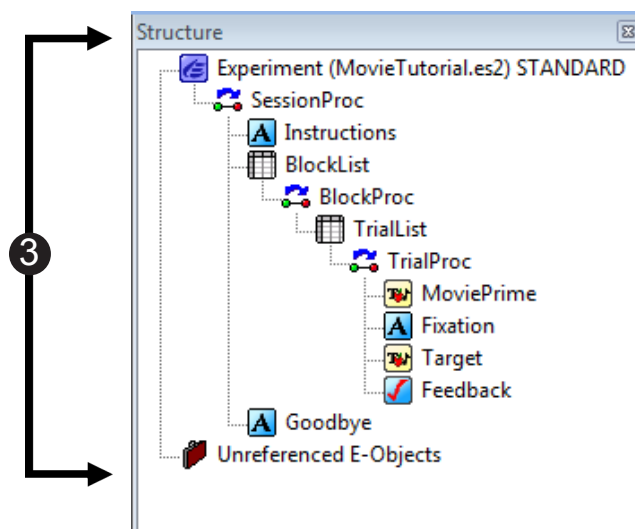 Structure
Experiment (MovieTutorial.es2) STANDARD
SessionProc
A Instructions
BlockList
BlockProc
TrialList
3
TrialProc
MoviePrime
A Fixation
Target
Feedback
A Goodbye
Unreferenced E-Objects